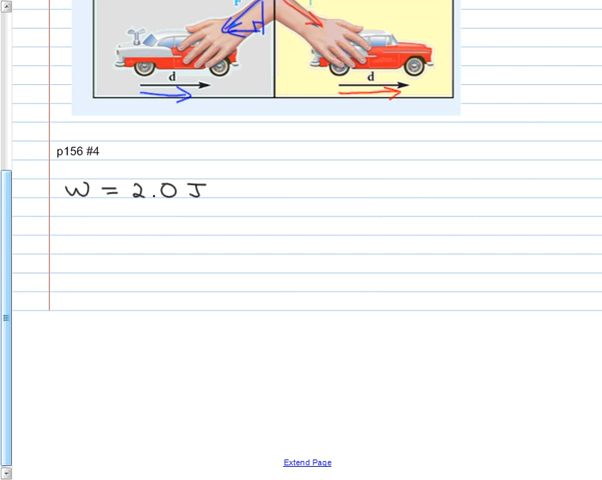 F F
d d
p156 #4
W = 2.0 J
Extend Page